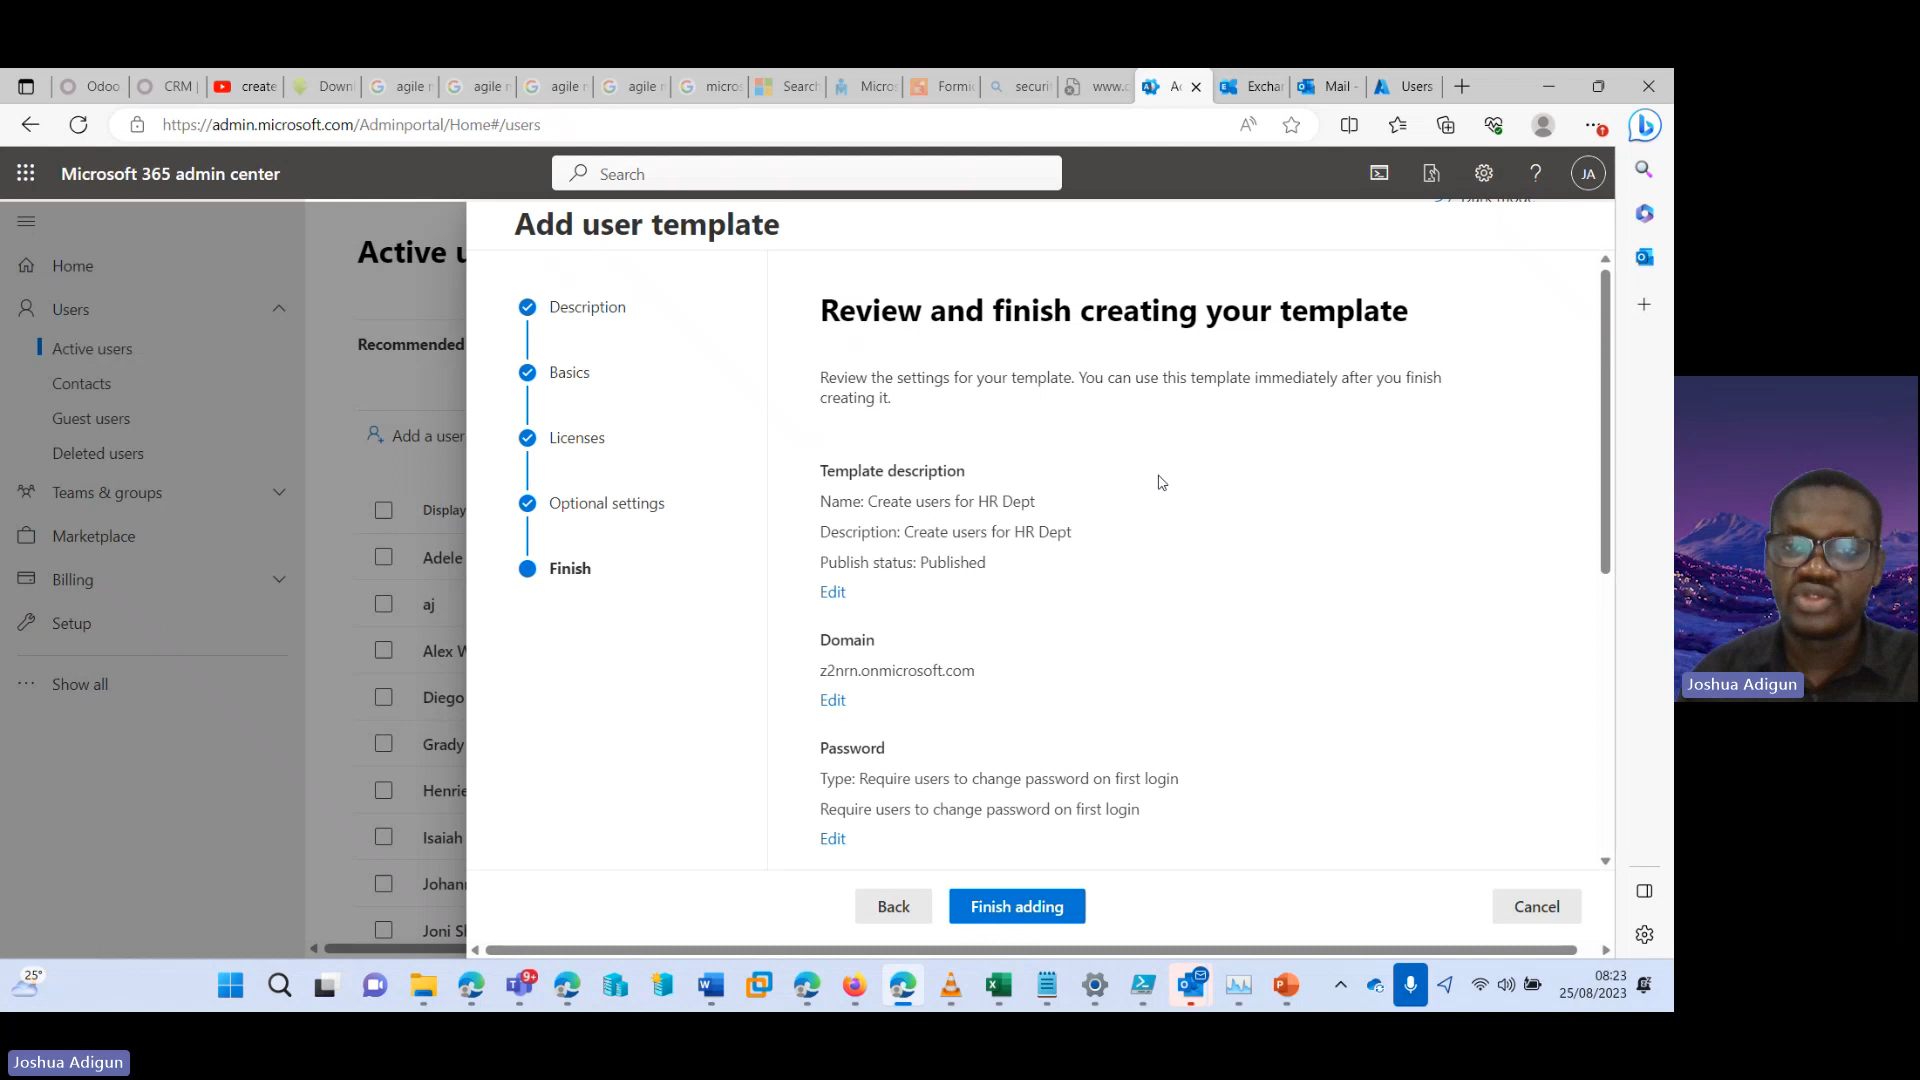 Odoo
CRM |
create
Down
agile r
agile n
agile n
agile n
micro
Search
Micros
Formic
securit
www.c
Ac
Exchan
Mail -
Users
https://admin.microsoft.com/Adminportal/Home#/users
Microsoft 365 admin center
Search
JA
Add user template
Home
Users
Active users
Contacts
Guest users
Deleted users
Teams & groups
Marketplace
Billing
Setup
Show all
Active u
Recommended
Add a user
Display
Adele
aj
Alex W
Diego
Grady
Henrie
Isaiah
Johann
Joni Sh
Description
Basics
Licenses
Optional settings
Finish
Review and finish creating your template
Review the settings for your template. You can use this template immediately after you finish
creating it.
Template description
Name: Create users for HR Dept
Description: Create users for HR Dept
Publish status: Published
Edit
Domain
z2nrn.onmicrosoft.com
Edit
Password
Type: Require users to change password on first login
Require users to change password on first login
Edit
Back
Finish adding
Cancel
Joshua Adigun
25°
9+
08:23
25/08/2023
Joshua Adigun